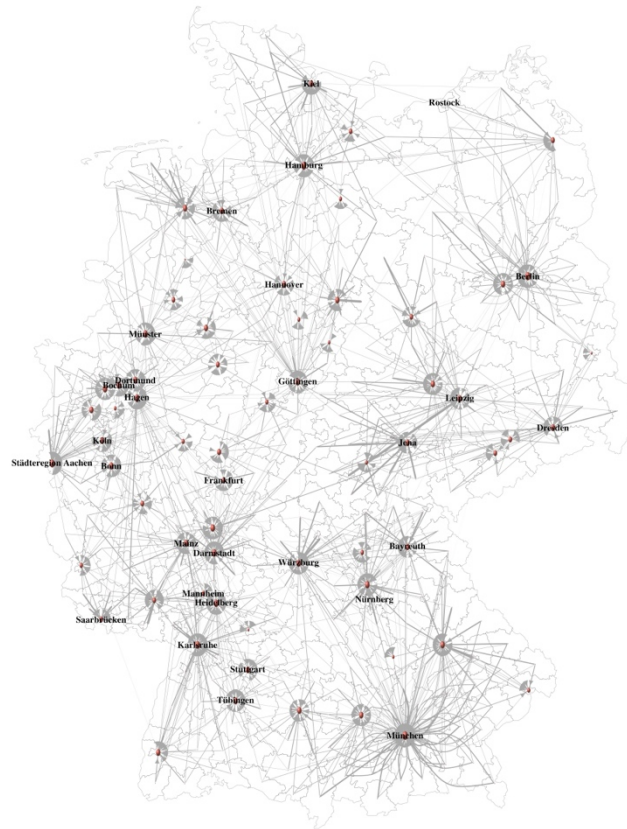 Kiel
Rostock
Hamburg
Bremen
Berlin
Hannover
Münster
Dortmund
Bochum
Göttingen
Hagen
Leipzig
Dresden
Köln
Jena
Städteregion Aachen
Bonn
Frankfurt
Mainz
Bayreuth
Darmstadt
Würzburg
Mannheim
Nürnberg
Heidelberg
Saarbrücken
Karlsruhe
Stuttgart
Tübingen
München